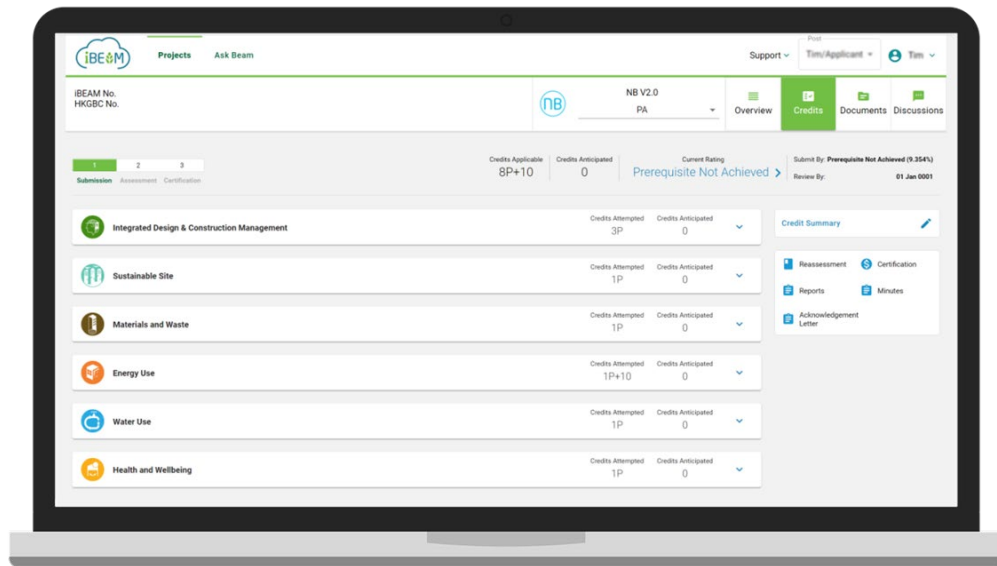 iBEAM
Projects
Ask Beam
Support
Post
Tim/Applicant
Tim
iBEAM No.
HKGBC No.
NB
NB V2.0
PA
Overview
Credits
Documents
Discussions
1 2 3
Submission Assessment Certification
Credits Applicable
8P+10
Credits Anticipated
0
Current Rating
Prerequisite Not Achieved
Submit By: Prerequisite Not Achieved (9.354%)
Review By: 01 Jan 0001
Integrated Design & Construction Management
Credits Attempted
3P
Credits Anticipated
0
Sustainable Site
Credits Attempted
1P
Credits Anticipated
0
Materials and Waste
Credits Attempted
1P
Credits Anticipated
0
Energy Use
Credits Attempted
1P+10
Credits Anticipated
0
Water Use
Credits Attempted
1P
Credits Anticipated
0
Health and Wellbeing
Credits Attempted
1P
Credits Anticipated
0
Credit Summary
Reassessment
Certification
Reports
Minutes
Acknowledgement
Letter